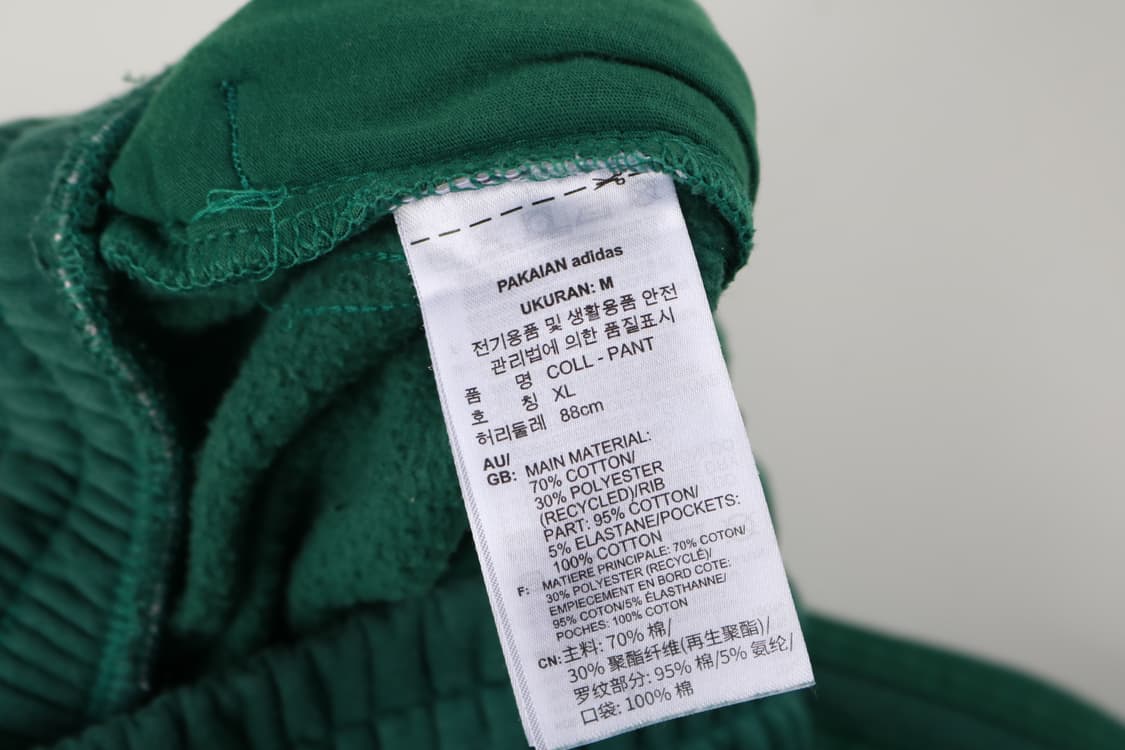 PAKAIAN adidas
UKURAN: M
전기용품 및 생활용품 안전
관리법에 의한 품질표시
품 명 COLL - PANT
호 칭 XL
허리둘레 88cm
AU/
GB: MAIN MATERIAL:
70% COTTON/
30% POLYESTER
(RECYCLED)/RIB
PART: 95% COTTON/
5% ELASTANE/POCKETS:
100% COTTON
F: MATIERE PRINCIPALE: 70% COTON/
30% POLYESTER (RECYCLÉ)/
EMPIECEMENT EN BORD CÔTE:
95% COTON/5% ÉLASTHANNE/
POCHES: 100% COTON
CN: 主料: 70% 棉/
30% 聚酯纤维(再生聚酯)/
罗纹部分: 95% 棉/5% 氨纶/
口袋: 100% 棉